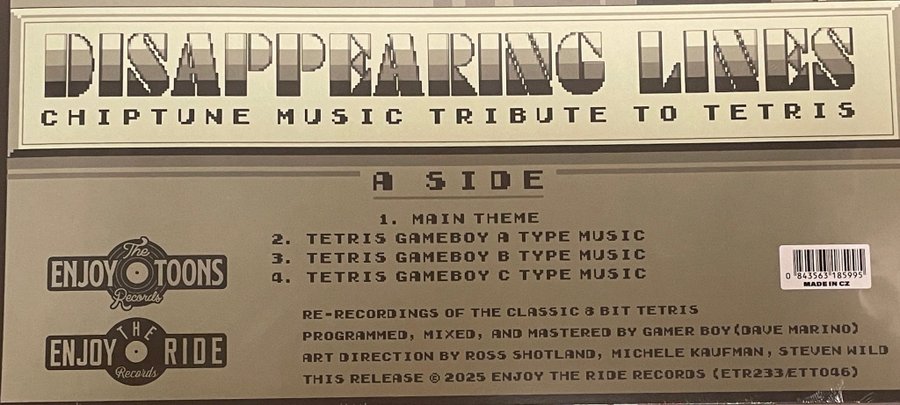 DISAPPEARING LINES
CHIPTUNE MUSIC TRIBUTE TO TETRIS
A SIDE
1. MAIN THEME
2. TETRIS GAMEBOY A TYPE MUSIC
3. TETRIS GAMEBOY B TYPE MUSIC
4. TETRIS GAMEBOY C TYPE MUSIC
The
ENJOY TOONS
Records
0 843563 185995
MADE IN CZ
RE-RECORDINGS OF THE CLASSIC 8 BIT TETRIS
PROGRAMMED, MIXED, AND MASTERED BY GAMER BOY (DAVE MARINO)
ART DIRECTION BY ROSS SHOTLAND, MICHELE KAUFMAN, STEVEN WILD
THIS RELEASE © 2025 ENJOY THE RIDE RECORDS (ETR233/ETT046)
ENJOY THE RIDE
Records